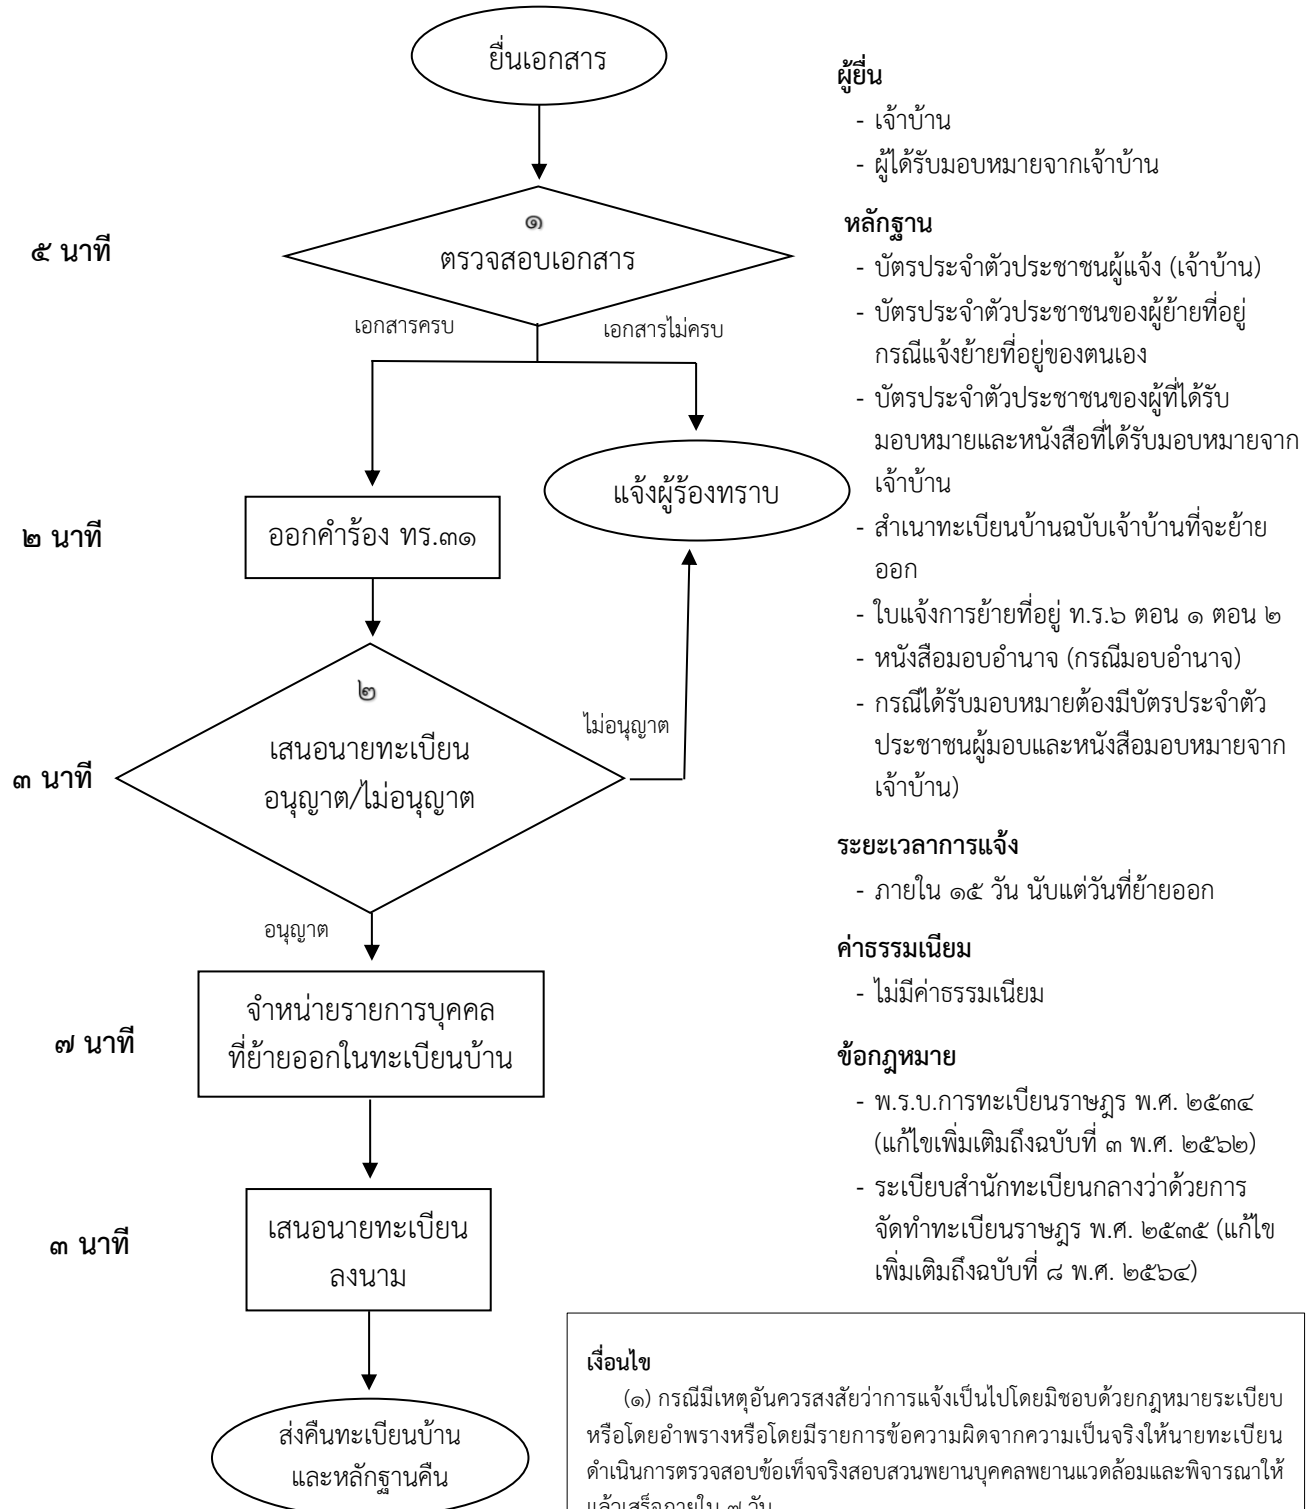 ยื่นเอกสาร
๕ นาที
๑
ตรวจสอบเอกสาร
เอกสารครบ
เอกสารไม่ครบ
แจ้งผู้ร้องทราบ
๒ นาที
ออกคำร้อง ทร.๓๑
๓ นาที
๒
เสนอนายทะเบียน
อนุญาต/ไม่อนุญาต
ไม่อนุญาต
อนุญาต
๗ นาที
จำหน่ายรายการบุคคล
ที่ย้ายออกในทะเบียนบ้าน
๓ นาที
เสนอนายทะเบียน
ลงนาม
ส่งคืนทะเบียนบ้าน
และหลักฐานคืน
ผู้ยื่น
- เจ้าบ้าน
- ผู้ได้รับมอบหมายจากเจ้าบ้าน
หลักฐาน
- บัตรประจำตัวประชาชนผู้แจ้ง (เจ้าบ้าน)
- บัตรประจำตัวประชาชนของผู้ย้ายที่อยู่
กรณีแจ้งย้ายที่อยู่ของตนเอง
- บัตรประจำตัวประชาชนของผู้ที่ได้รับ
มอบหมายและหนังสือที่ได้รับมอบหมายจาก
เจ้าบ้าน
- สำเนาทะเบียนบ้านฉบับเจ้าบ้านที่จะย้าย
ออก
- ใบแจ้งการย้ายที่อยู่ ท.ร.๖ ตอน ๑ ตอน ๒
- หนังสือมอบอำนาจ (กรณีมอบอำนาจ)
- กรณีได้รับมอบหมายต้องมีบัตรประจำตัว
ประชาชนผู้มอบและหนังสือมอบหมายจาก
เจ้าบ้าน)
ระยะเวลาการแจ้ง
- ภายใน ๑๕ วัน นับแต่วันที่ย้ายออก
ค่าธรรมเนียม
- ไม่มีค่าธรรมเนียม
ข้อกฎหมาย
- พ.ร.บ.การทะเบียนราษฎร พ.ศ. ๒๕๓๔
(แก้ไขเพิ่มเติมถึงฉบับที่ ๓ พ.ศ. ๒๕๖๒)
- ระเบียบสำนักทะเบียนกลางว่าด้วยการ
จัดทำทะเบียนราษฎร พ.ศ. ๒๕๓๕ (แก้ไข
เพิ่มเติมถึงฉบับที่ ๘ พ.ศ. ๒๕๖๔)
เงื่อนไข
(๑) กรณีมีเหตุอันควรสงสัยว่าการแจ้งเป็นไปโดยมิชอบด้วยกฎหมายระเบียบ
หรือโดยอำพรางหรือโดยมีรายการข้อความผิดจากความเป็นจริงให้นายทะเบียน
ดำเนินการตรวจสอบข้อเท็จจริงสอบสวนพยานบุคคลพยานแวดล้อมและพิจารณาให้
แล้วเสร็จภายใน ๗ วัน